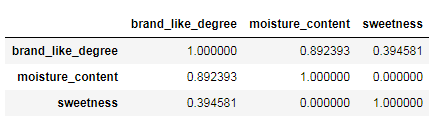 brand_like_degree moisture_content sweetness
brand_like_degree 1.000000 0.892393 0.394581
moisture_content 0.892393 1.000000 0.000000
sweetness 0.394581 0.000000 1.000000